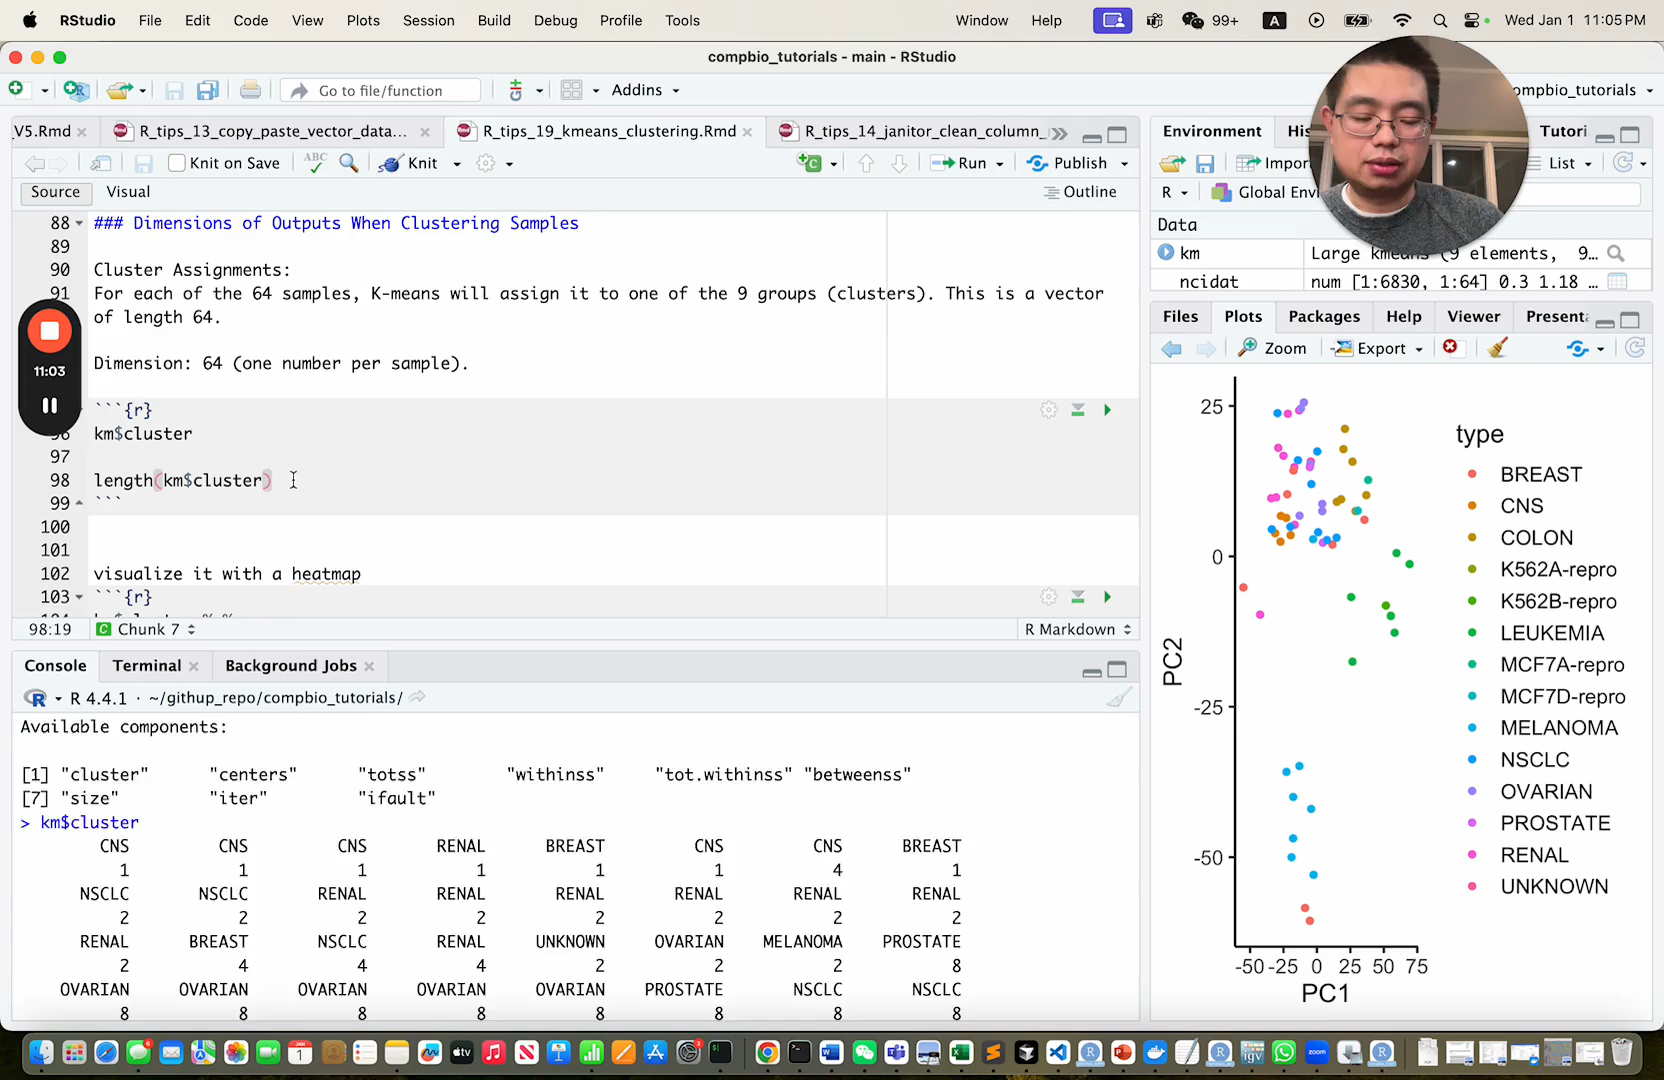 RStudio File Edit Code View Plots Session Build Debug Profile Tools Window Help 99+ A Wed Jan 1 11:05 PM
compbio_tutorials - main - RStudio
Go to file/function Addins ompbio_tutorials
_V5.Rmd R_tips_13_copy_paste_vector_data... R_tips_19_kmeans_clustering.Rmd R_tips_14_janitor_clean_column_
Knit on Save ABC Knit Run Publish
Source Visual Outline
88 ### Dimensions of Outputs When Clustering Samples
89
90 Cluster Assignments:
91 For each of the 64 samples, K-means will assign it to one of the 9 groups (clusters). This is a vector
of length 64.
Dimension: 64 (one number per sample).
```{r}
96 km$cluster
97
98 length(km$cluster)
99 ```
100
101
102 visualize it with a heatmap
103 ```{r}
11:03
98:19 Chunk 7 R Markdown
Console Terminal Background Jobs
R 4.4.1 · ~/githup_repo/compbio_tutorials/
Available components:
[1] "cluster" "centers" "totss" "withinss" "tot.withinss" "betweenss"
[7] "size" "iter" "ifault"
> km$cluster
CNS CNS CNS RENAL BREAST CNS CNS BREAST
1 1 1 1 1 1 4 1
NSCLC NSCLC RENAL RENAL RENAL RENAL RENAL RENAL
2 2 2 2 2 2 2 2
RENAL BREAST NSCLC RENAL UNKNOWN OVARIAN MELANOMA PROSTATE
2 4 4 4 2 2 2 8
OVARIAN OVARIAN OVARIAN OVARIAN OVARIAN PROSTATE NSCLC NSCLC
8 8 8 8 8 8 8 8
Environment His Tutori
Import List
R Global Envi
Data
km Large kmeans (9 elements, 9...
ncidat num [1:6830, 1:64] 0.3 1.18 ...
Files Plots Packages Help Viewer Present
Zoom Export
25
0
-25
-50
PC2
-50 -25 0 25 50 75
PC1
type
BREAST
CNS
COLON
K562A-repro
K562B-repro
LEUKEMIA
MCF7A-repro
MCF7D-repro
MELANOMA
NSCLC
OVARIAN
PROSTATE
RENAL
UNKNOWN